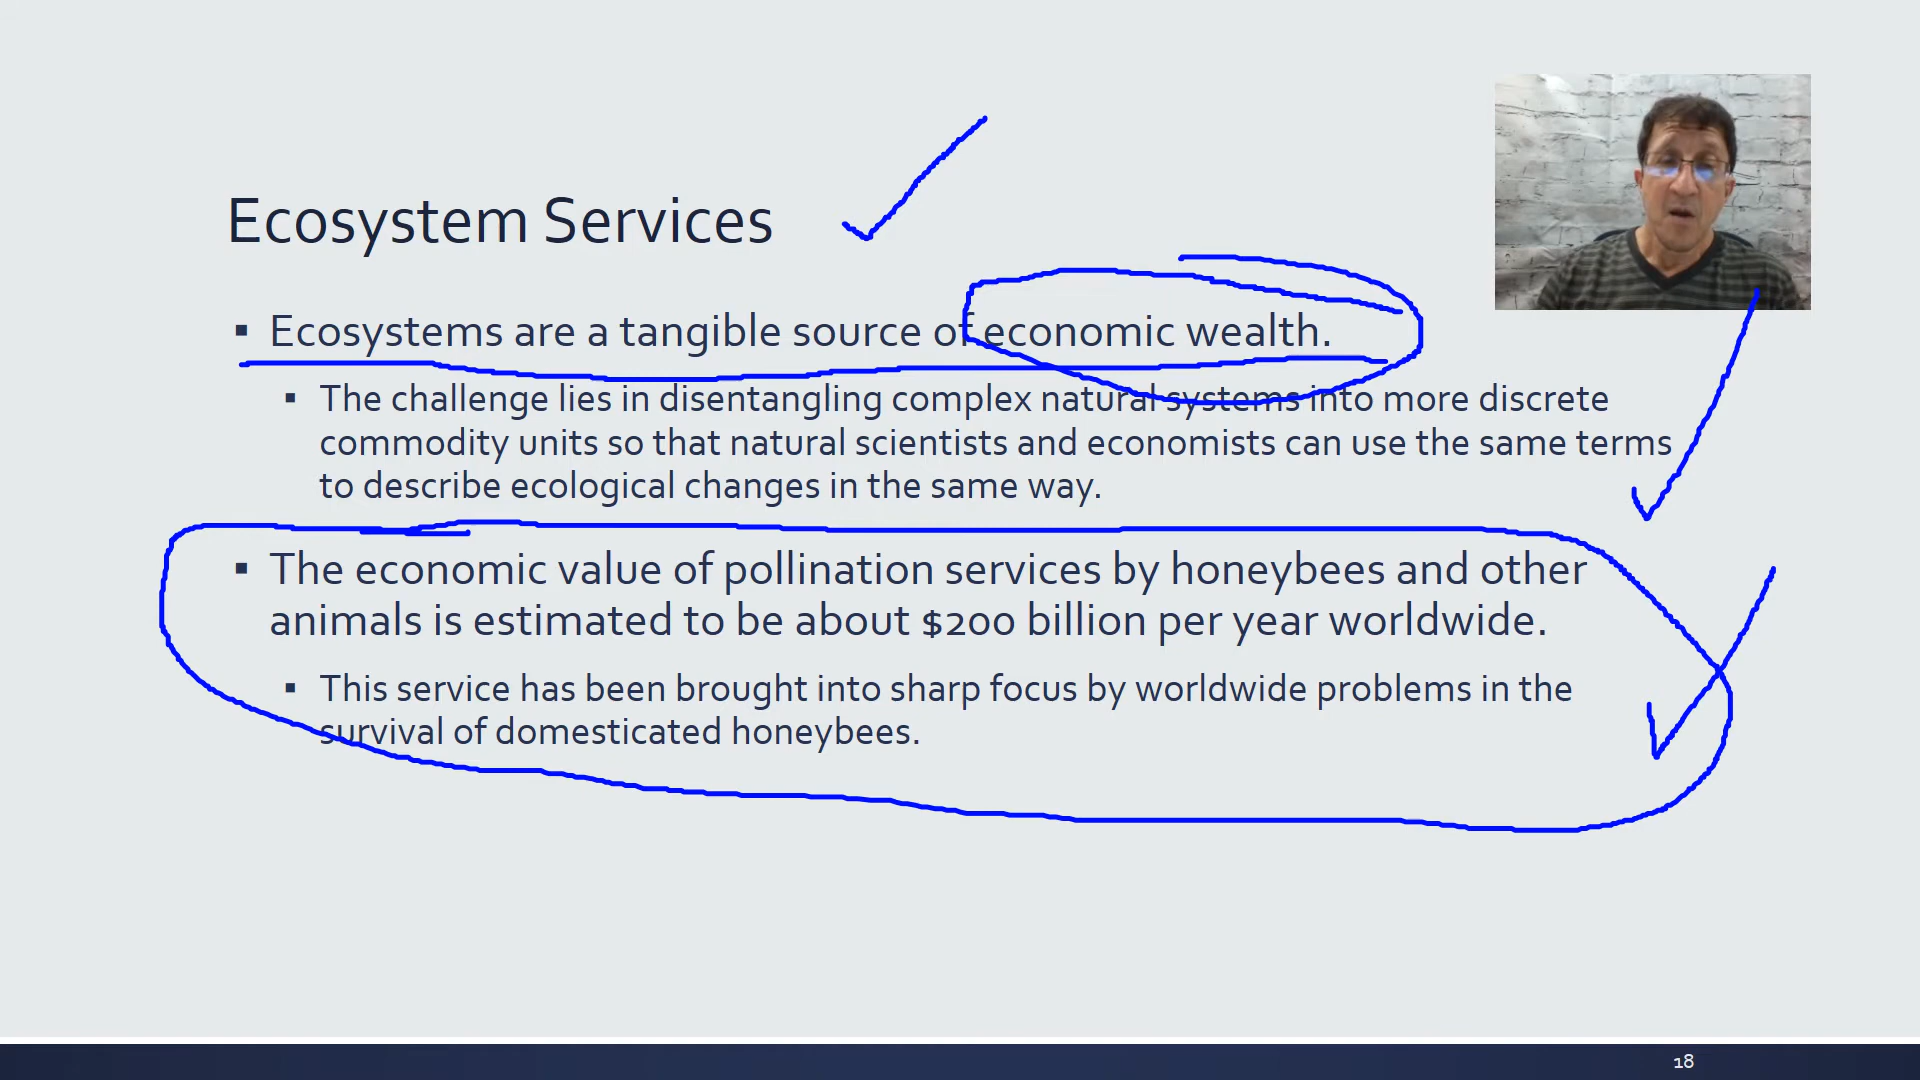 Ecosystem Services
▪ Ecosystems are a tangible source of economic wealth.
▪ The challenge lies in disentangling complex natural systems into more discrete
commodity units so that natural scientists and economists can use the same terms
to describe ecological changes in the same way.
▪ The economic value of pollination services by honeybees and other
animals is estimated to be about $200 billion per year worldwide.
▪ This service has been brought into sharp focus by worldwide problems in the
survival of domesticated honeybees.
18